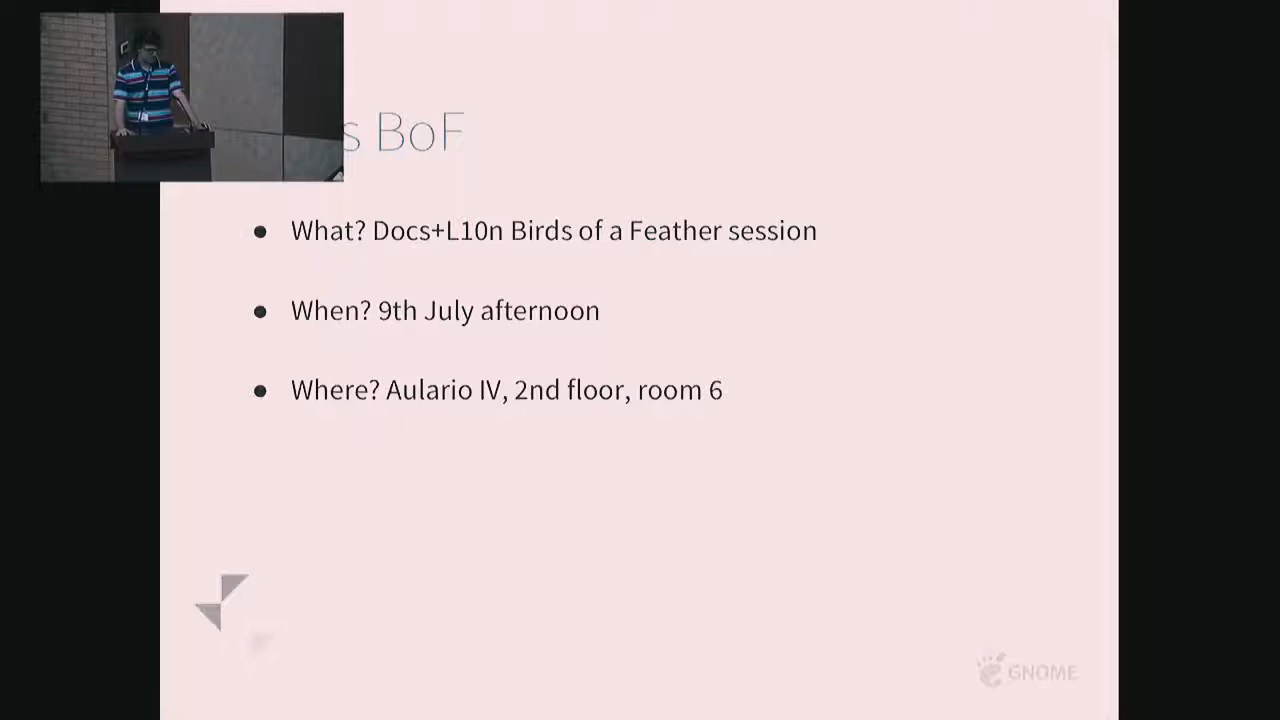 BoF
● What? Docs+L10n Birds of a Feather session
● When? 9th July afternoon
● Where? Aulario IV, 2nd floor, room 6
GNOME